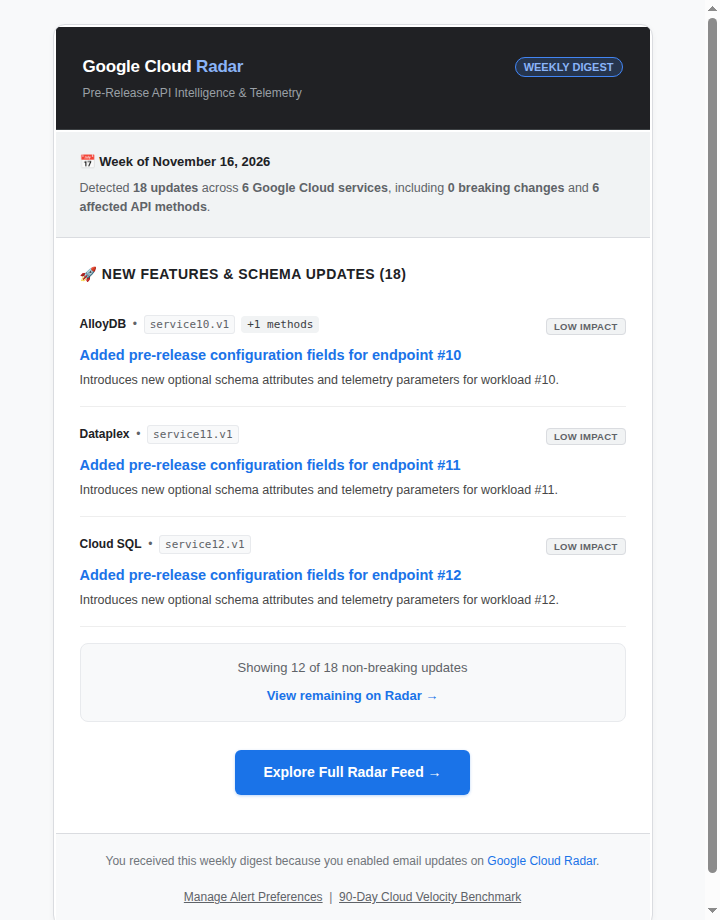 Google Cloud Radar
WEEKLY DIGEST
Pre-Release API Intelligence & Telemetry
📅 Week of November 16, 2026
Detected 18 updates across 6 Google Cloud services, including 0 breaking changes and 6
affected API methods.
🚀 NEW FEATURES & SCHEMA UPDATES (18)
AlloyDB • service10.v1 +1 methods
LOW IMPACT
Added pre-release configuration fields for endpoint #10
Introduces new optional schema attributes and telemetry parameters for workload #10.
Dataplex • service11.v1
LOW IMPACT
Added pre-release configuration fields for endpoint #11
Introduces new optional schema attributes and telemetry parameters for workload #11.
Cloud SQL • service12.v1
LOW IMPACT
Added pre-release configuration fields for endpoint #12
Introduces new optional schema attributes and telemetry parameters for workload #12.
Showing 12 of 18 non-breaking updates
View remaining on Radar →
Explore Full Radar Feed →
You received this weekly digest because you enabled email updates on Google Cloud Radar.
Manage Alert Preferences | 90-Day Cloud Velocity Benchmark